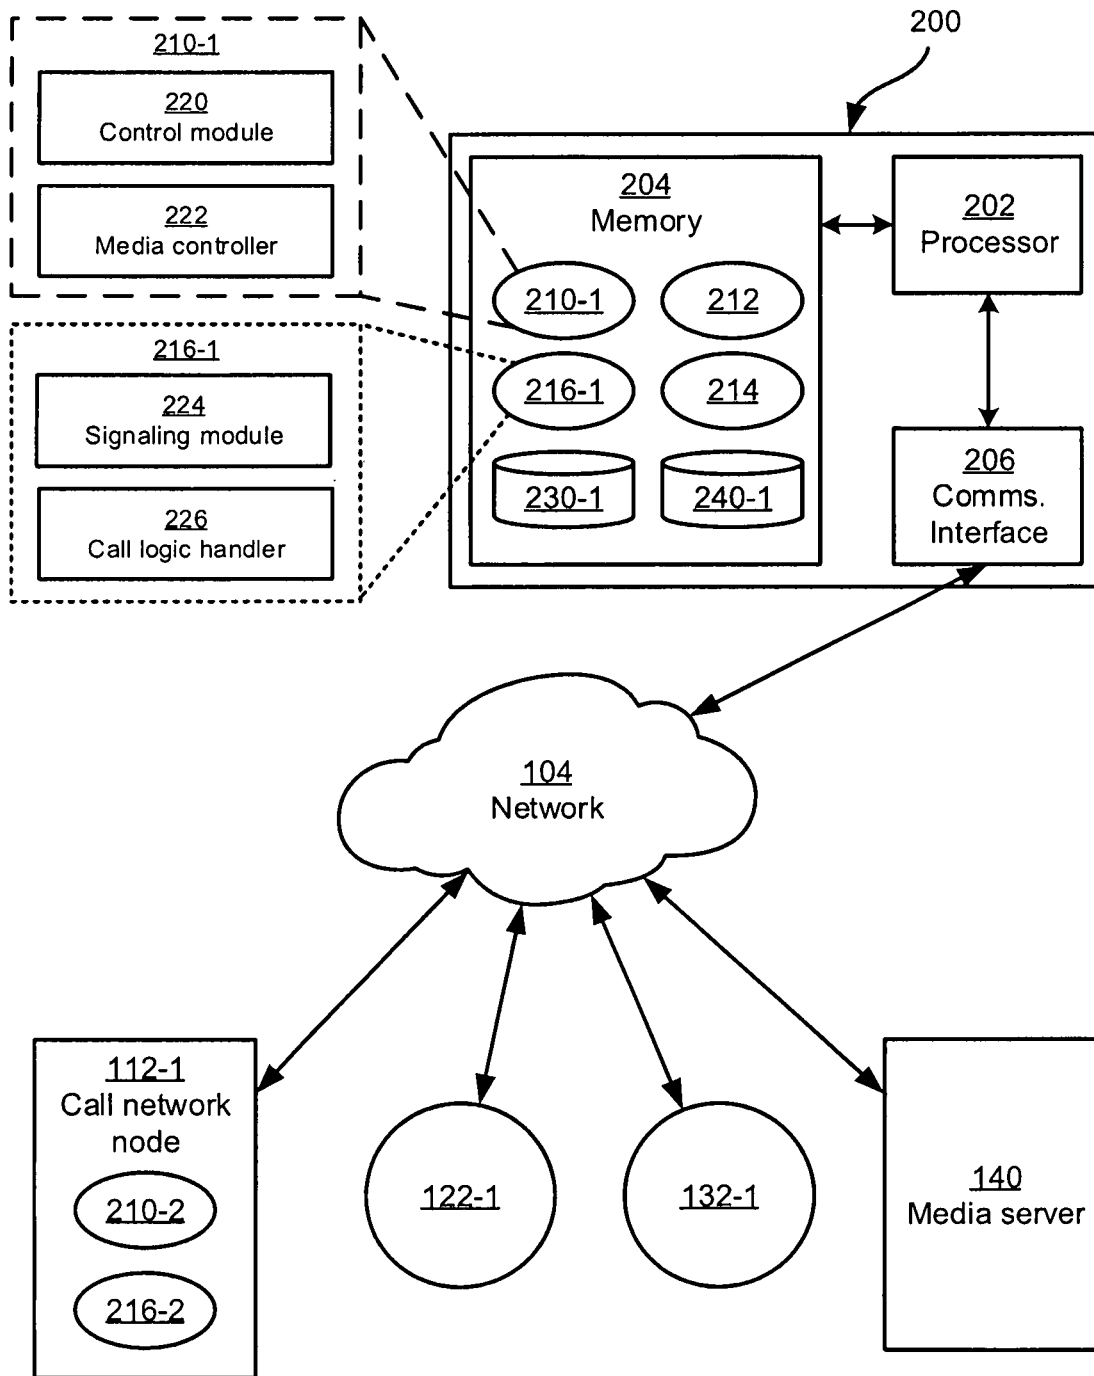 200
210-1
220
Control module
222
Media controller
216-1
224
Signaling module
226
Call logic handler
204
Memory
210-1
212
216-1
214
230-1
240-1
202
Processor
206
Comms.
Interface
104
Network
112-1
Call network
node
210-2
216-2
122-1
132-1
140
Media server